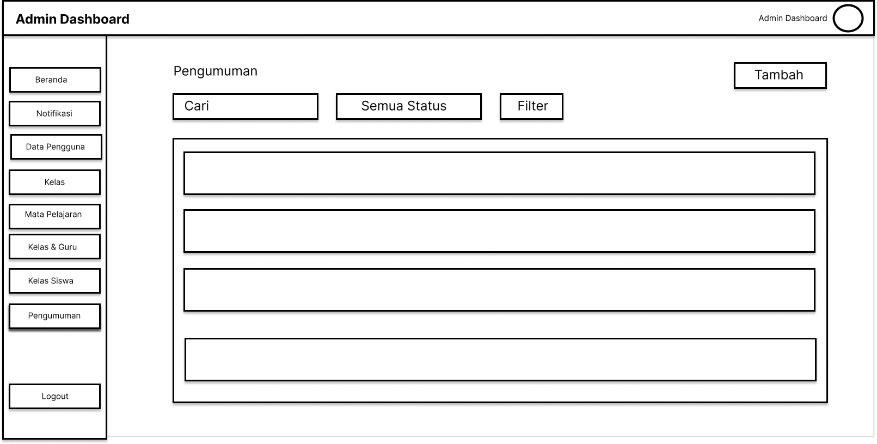 Admin Dashboard
Admin Dashboard
Beranda
Notifikasi
Data Pengguna
Kelas
Mata Pelajaran
Kelas & Guru
Kelas Siswa
Pengumuman
Logout
Pengumuman
Tambah
Cari
Semua Status
Filter